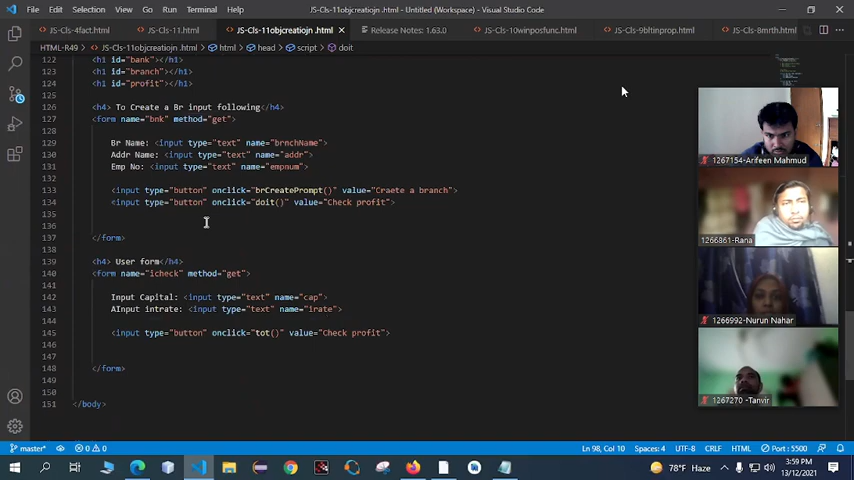 File Edit Selection View Go Run Terminal Help
JS-Cls-11objcreatiojn .html - Untitled (Workspace) - Visual Studio Code
JS-Cls-4fact.html
JS-Cls-11.html
JS-Cls-11objcreatiojn .html
Release Notes: 1.63.0
JS-Cls-10winposfunc.html
JS-Cls-9bltinprop.html
JS-Cls-8mrth.html
HTML-R49 > JS-Cls-11objcreatiojn .html > html > head > script > doit
122 <h1 id="bank"></h1>
123 <h1 id="branch"></h1>
124 <h1 id="profit"></h1>
125
126 <h4> To Create a Br input following</h4>
127 <form name="bnk" method="get">
128
129 Br Name: <input type="text" name="brnchName">
130 Addr Name: <input type="text" name="addr">
131 Emp No: <input type="text" name="empnum">
132
133 <input type="button" onclick="brCreatePrompt()" value="Craete a branch">
134 <input type="button" onclick="doit()" value="Check profit">
135
136
137 </form>
138
139 <h4> User form</h4>
140 <form name="icheck" method="get">
141
142 Input Capital: <input type="text" name="cap">
143 AInput intrate: <input type="text" name="irate">
144
145 <input type="button" onclick="tot()" value="Check profit">
146
147
148 </form>
149
150
151 </body>
1267154-Arifeen Mahmud
1266861-Rana
1266992-Nurun Nahar
1267270 -Tanvir
master* 0 0 Ln 98, Col 10 Spaces: 4 UTF-8 CRLF HTML Port : 5500
78°F Haze
3:59 PM
13/12/2021